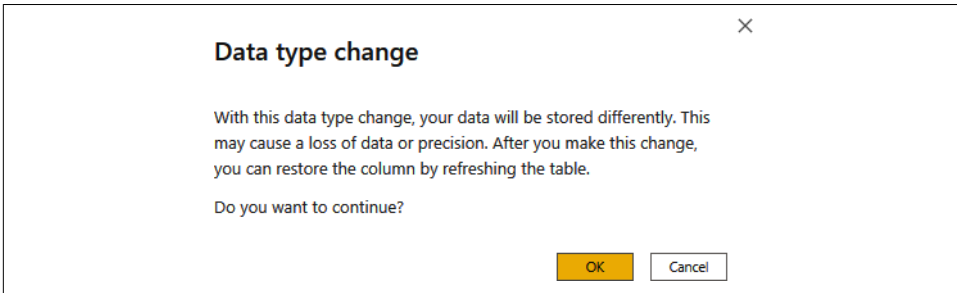 Data type change
With this data type change, your data will be stored differently. This
may cause a loss of data or precision. After you make this change,
you can restore the column by refreshing the table.
Do you want to continue?
OK Cancel